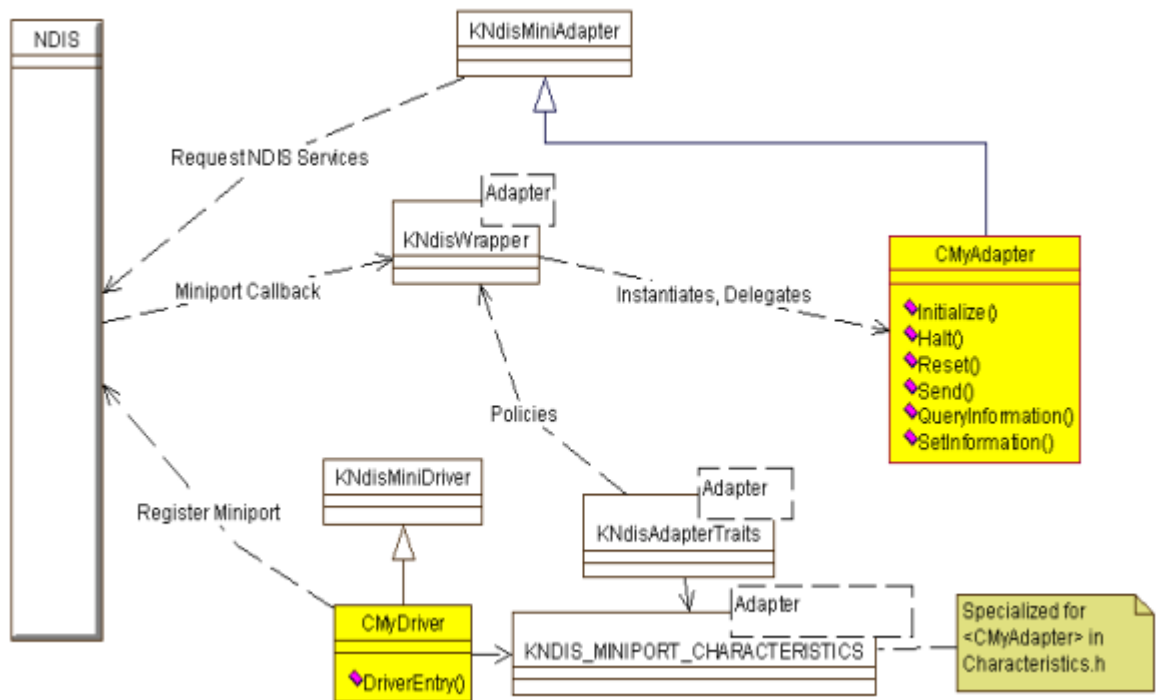 NDIS
KNdisMiniAdapter
Request NDIS Services
Adapter
KNdisWrapper
Miniport Callback
Instantiates, Delegates
CMyAdapter
Initialize()
Halt()
Reset()
Send()
QueryInformation()
SetInformation()
Policies
KNdisMiniDriver
Adapter
KNdisAdapterTraits
Register Miniport
Adapter
KNDIS_MINIPORT_CHARACTERISTICS
CMyDriver
DriverEntry()
Specialized for
<CMyAdapter> in
Characteristics.h